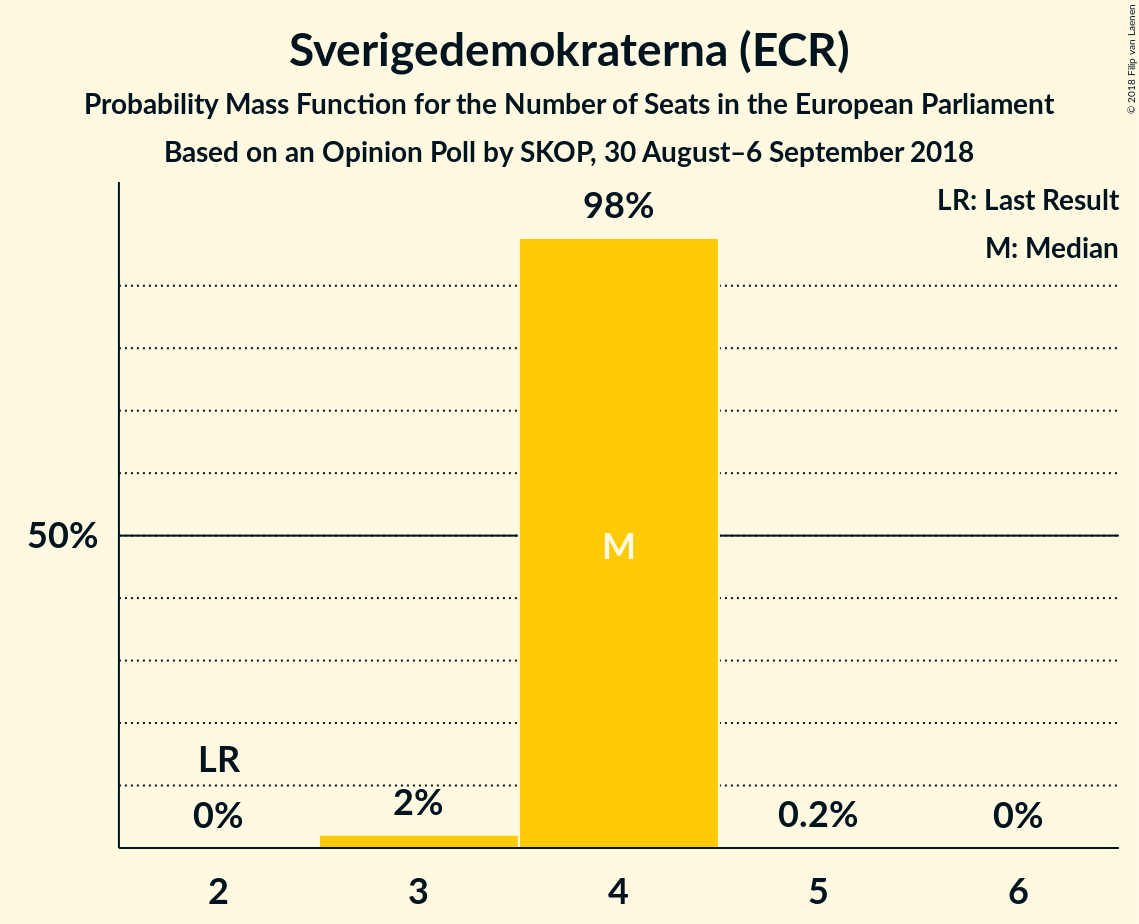 Sverigedemokraterna (ECR)
Probability Mass Function for the Number of Seats in the European Parliament
Based on an Opinion Poll by SKOP, 30 August–6 September 2018
© 2018 Filip van Laenen
LR: Last Result
M: Median
98%
50%
M
LR
0%
2%
0.2%
0%
2
3
4
5
6